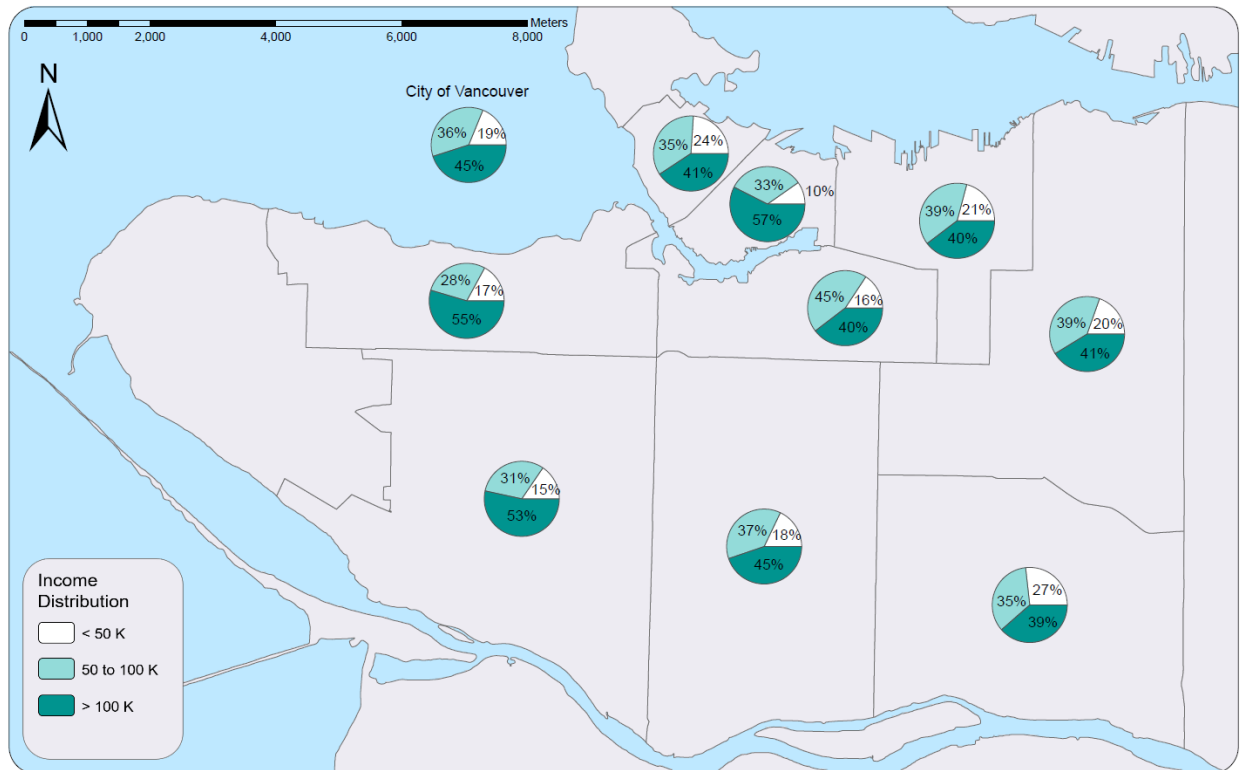 Meters
0 1,000 2,000 4,000 6,000 8,000
N
City of Vancouver
36% 19%
45%
35% 24%
41%
33% 10%
57%
39% 21%
40%
28% 17%
55%
45% 16%
40%
39% 20%
41%
31% 15%
53%
37% 18%
45%
35% 27%
39%
Income
Distribution
< 50 K
50 to 100 K
> 100 K